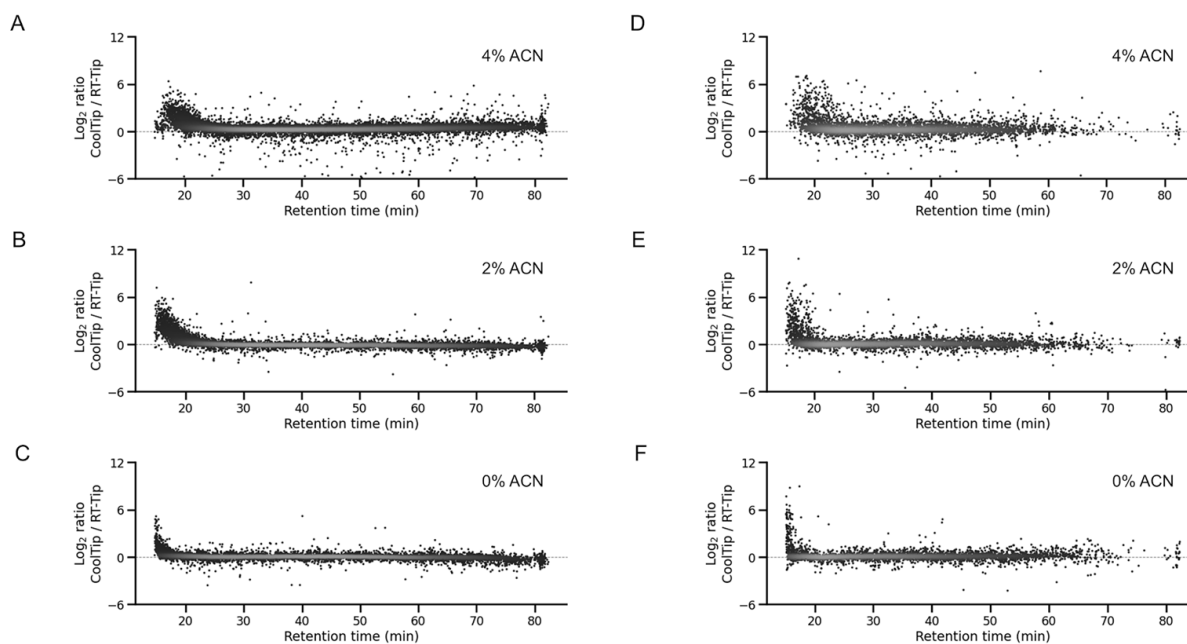 A
12
6
0
−6
Log2 ratio
CoolTip / RT-Tip
4% ACN
20 30 40 50 60 70 80
Retention time (min)
B
12
6
0
−6
Log2 ratio
CoolTip / RT-Tip
2% ACN
20 30 40 50 60 70 80
Retention time (min)
C
12
6
0
−6
Log2 ratio
CoolTip / RT-Tip
0% ACN
20 30 40 50 60 70 80
Retention time (min)
D
12
6
0
−6
Log2 ratio
CoolTip / RT-Tip
4% ACN
20 30 40 50 60 70 80
Retention time (min)
E
12
6
0
−6
Log2 ratio
CoolTip / RT-Tip
2% ACN
20 30 40 50 60 70 80
Retention time (min)
F
12
6
0
−6
Log2 ratio
CoolTip / RT-Tip
0% ACN
20 30 40 50 60 70 80
Retention time (min)